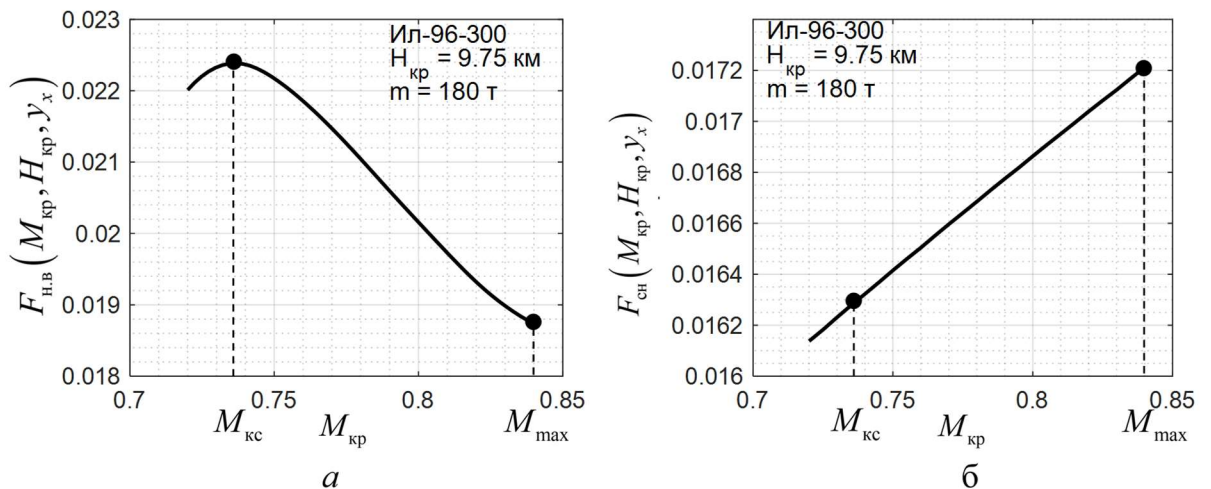 0.023
0.022
0.021
0.02
0.019
0.018
F н.в (M кр, H кр, y x)
Ил-96-300
H кр = 9.75 км
m = 180 т
0.7 0.75 0.8 0.85
M кс M кр M max
а
0.0172
0.017
0.0168
0.0166
0.0164
0.0162
0.016
F сн (M кр, H кр, y x)
Ил-96-300
H кр = 9.75 км
m = 180 т
0.7 0.75 0.8 0.85
M кс M кр M max
б